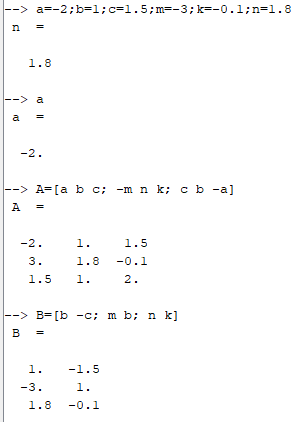 --> a=-2;b=1;c=1.5;m=-3;k=-0.1;n=1.8
n =
1.8
--> a
a =
-2.
--> A=[a b c; -m n k; c b -a]
A =
-2. 1. 1.5
3. 1.8 -0.1
1.5 1. 2.
--> B=[b -c; m b; n k]
B =
1. -1.5
-3. 1.
1.8 -0.1